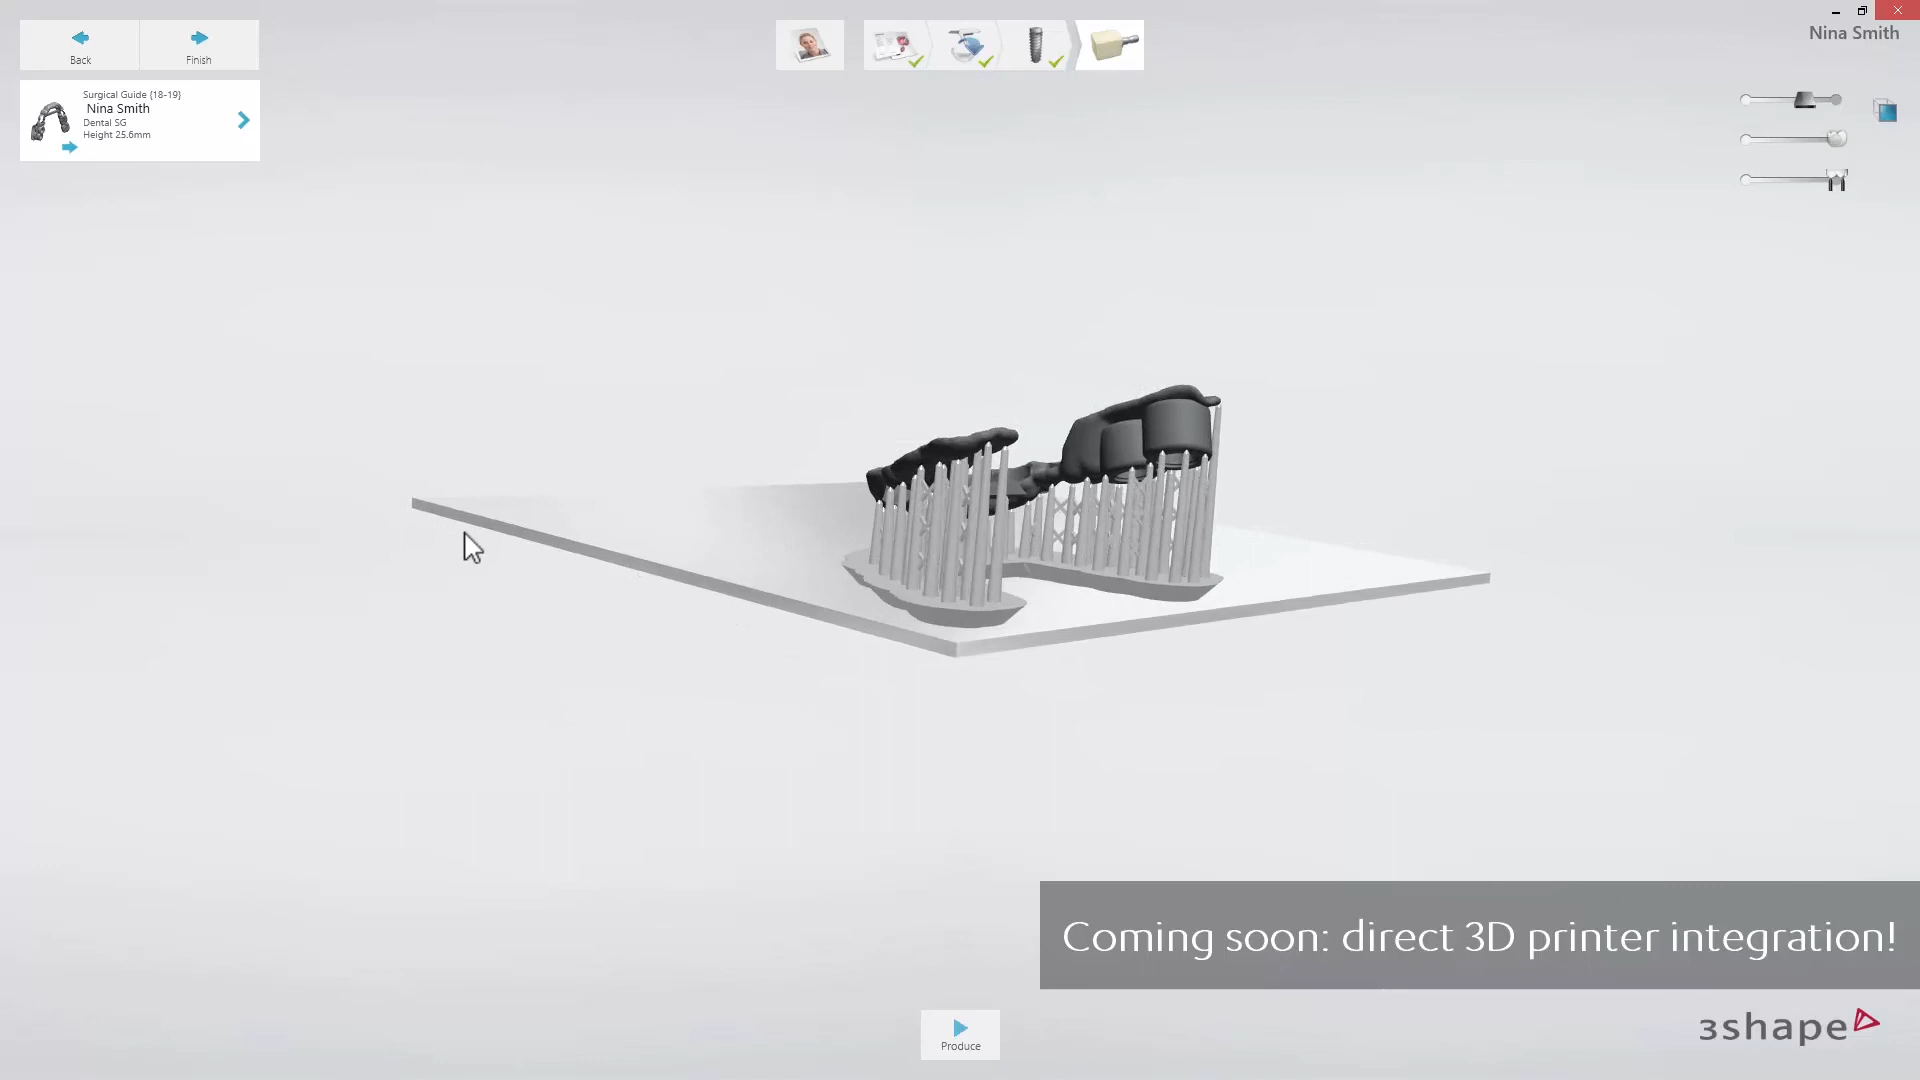 Back
Finish
Nina Smith
Surgical Guide (18-19)
Nina Smith
Dental SG
Height 25.6mm
Coming soon: direct 3D printer integration!
Produce
3shape